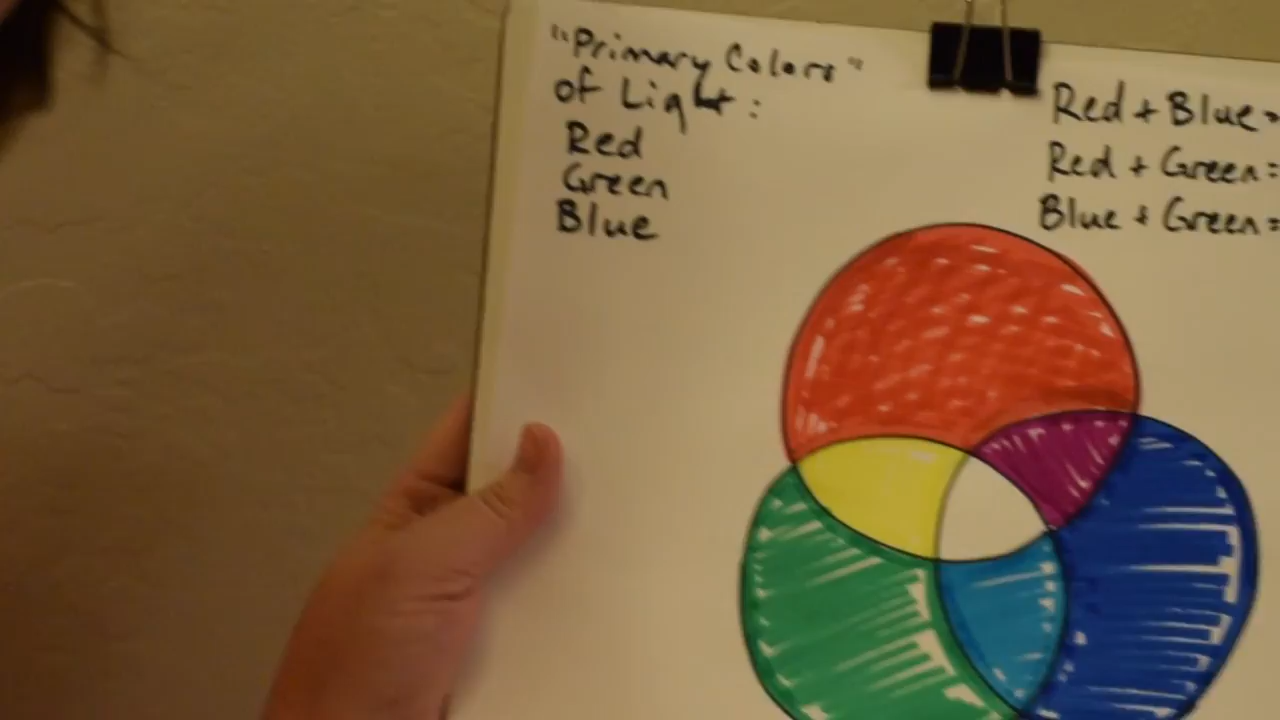 "Primary Colors"
of Light:
Red
Green
Blue
Red + Blue =
Red + Green =
Blue + Green =